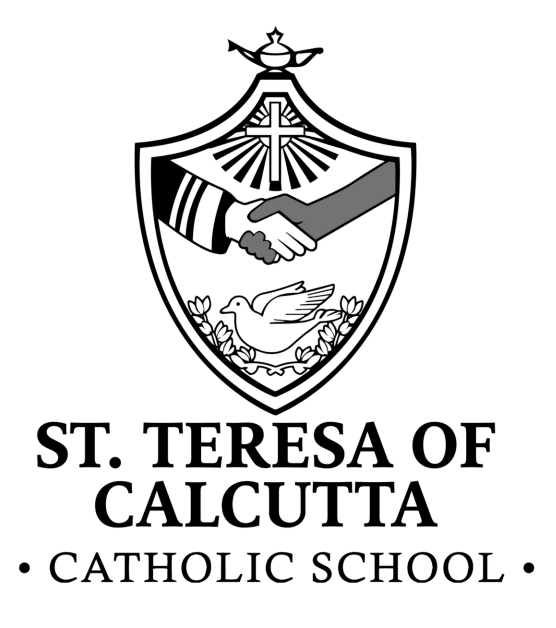 ST. TERESA OF
CALCUTTA
• CATHOLIC SCHOOL •